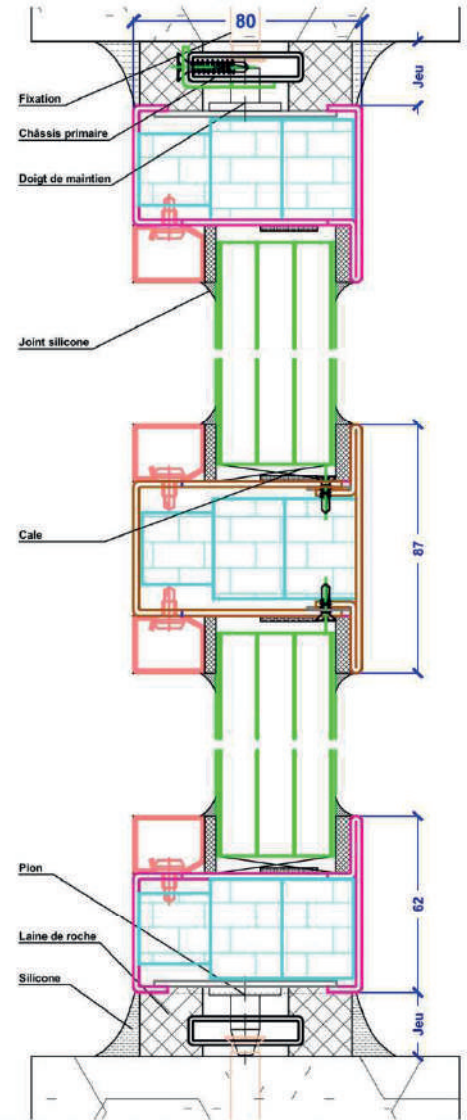 80
Jeu
Fixation
Châssis primaire
Doigt de maintien
Joint silicone
Cale
87
Pion
62
Laine de roche
Silicone
Jeu